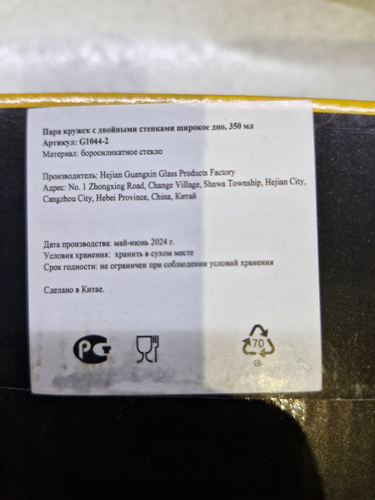 Пара кружек с двойными стенками широкое дно, 350 мл
Артикул: G1044-2
Материал: боросиликатное стекло
Производитель: Hejian Guangxin Glass Products Factory
Адрес: No. 1 Zhongxing Road, Change Village, Shawa Township, Hejian City,
Cangzhou City, Hebei Province, China, Китай
Дата производства: май-июнь 2024 г.
Условия хранения: хранить в сухом месте
Срок годности: не ограничен при соблюдении условий хранения
Сделано в Китае.
РСТ
70